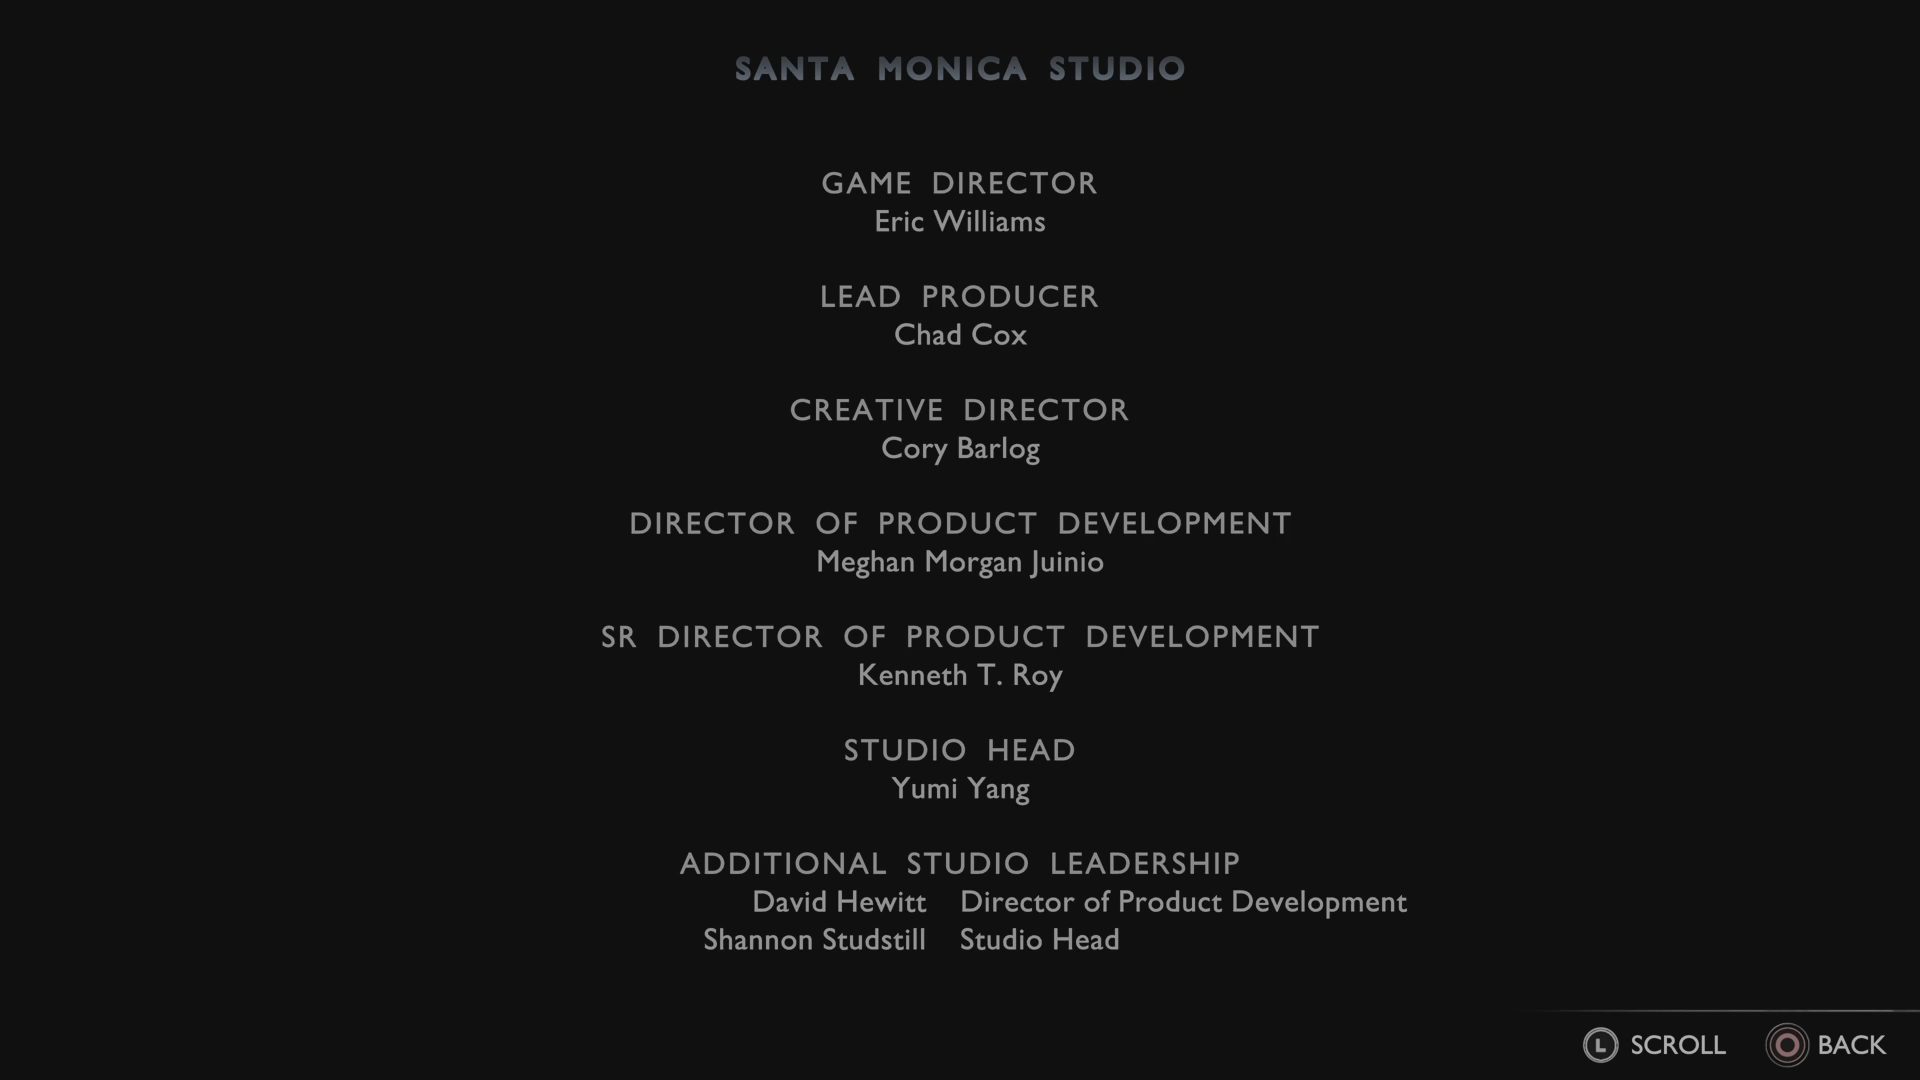 SANTA MONICA STUDIO
GAME DIRECTOR
Eric Williams
LEAD PRODUCER
Chad Cox
CREATIVE DIRECTOR
Cory Barlog
DIRECTOR OF PRODUCT DEVELOPMENT
Meghan Morgan Juinio
SR DIRECTOR OF PRODUCT DEVELOPMENT
Kenneth T. Roy
STUDIO HEAD
Yumi Yang
ADDITIONAL STUDIO LEADERSHIP
David Hewitt Director of Product Development
Shannon Studstill Studio Head
L SCROLL BACK